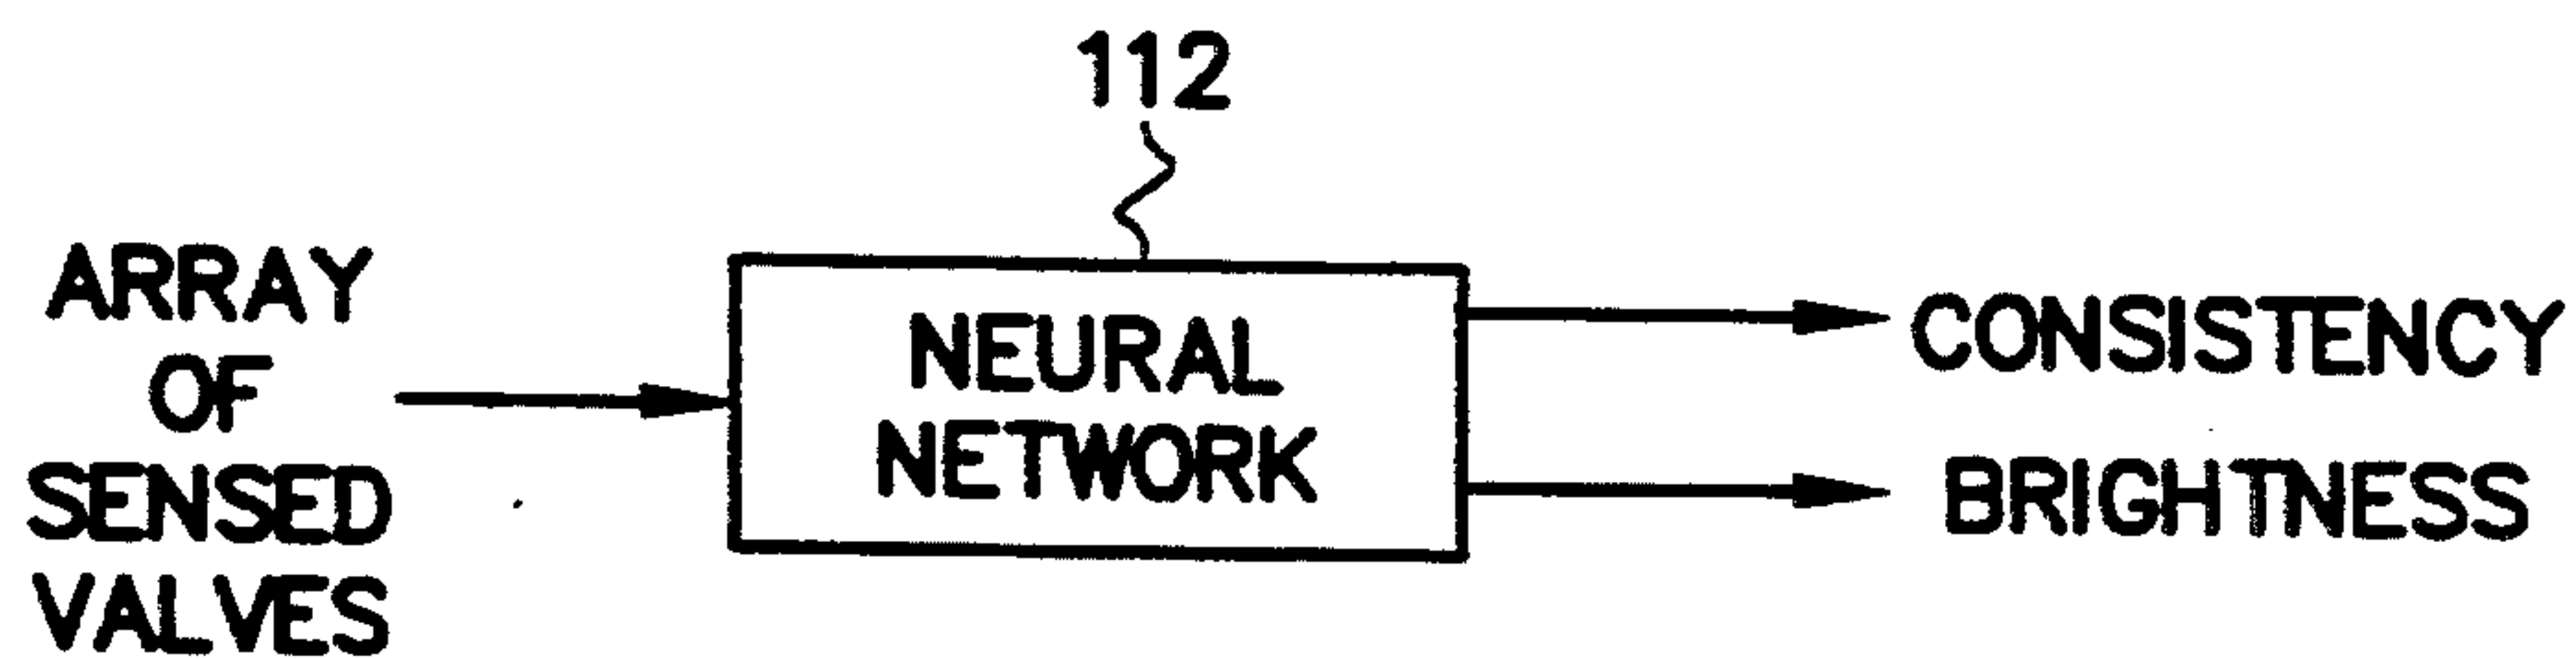 112
ARRAY
OF
SENSED
VALVES
NEURAL
NETWORK
CONSISTENCY
BRIGHTNESS